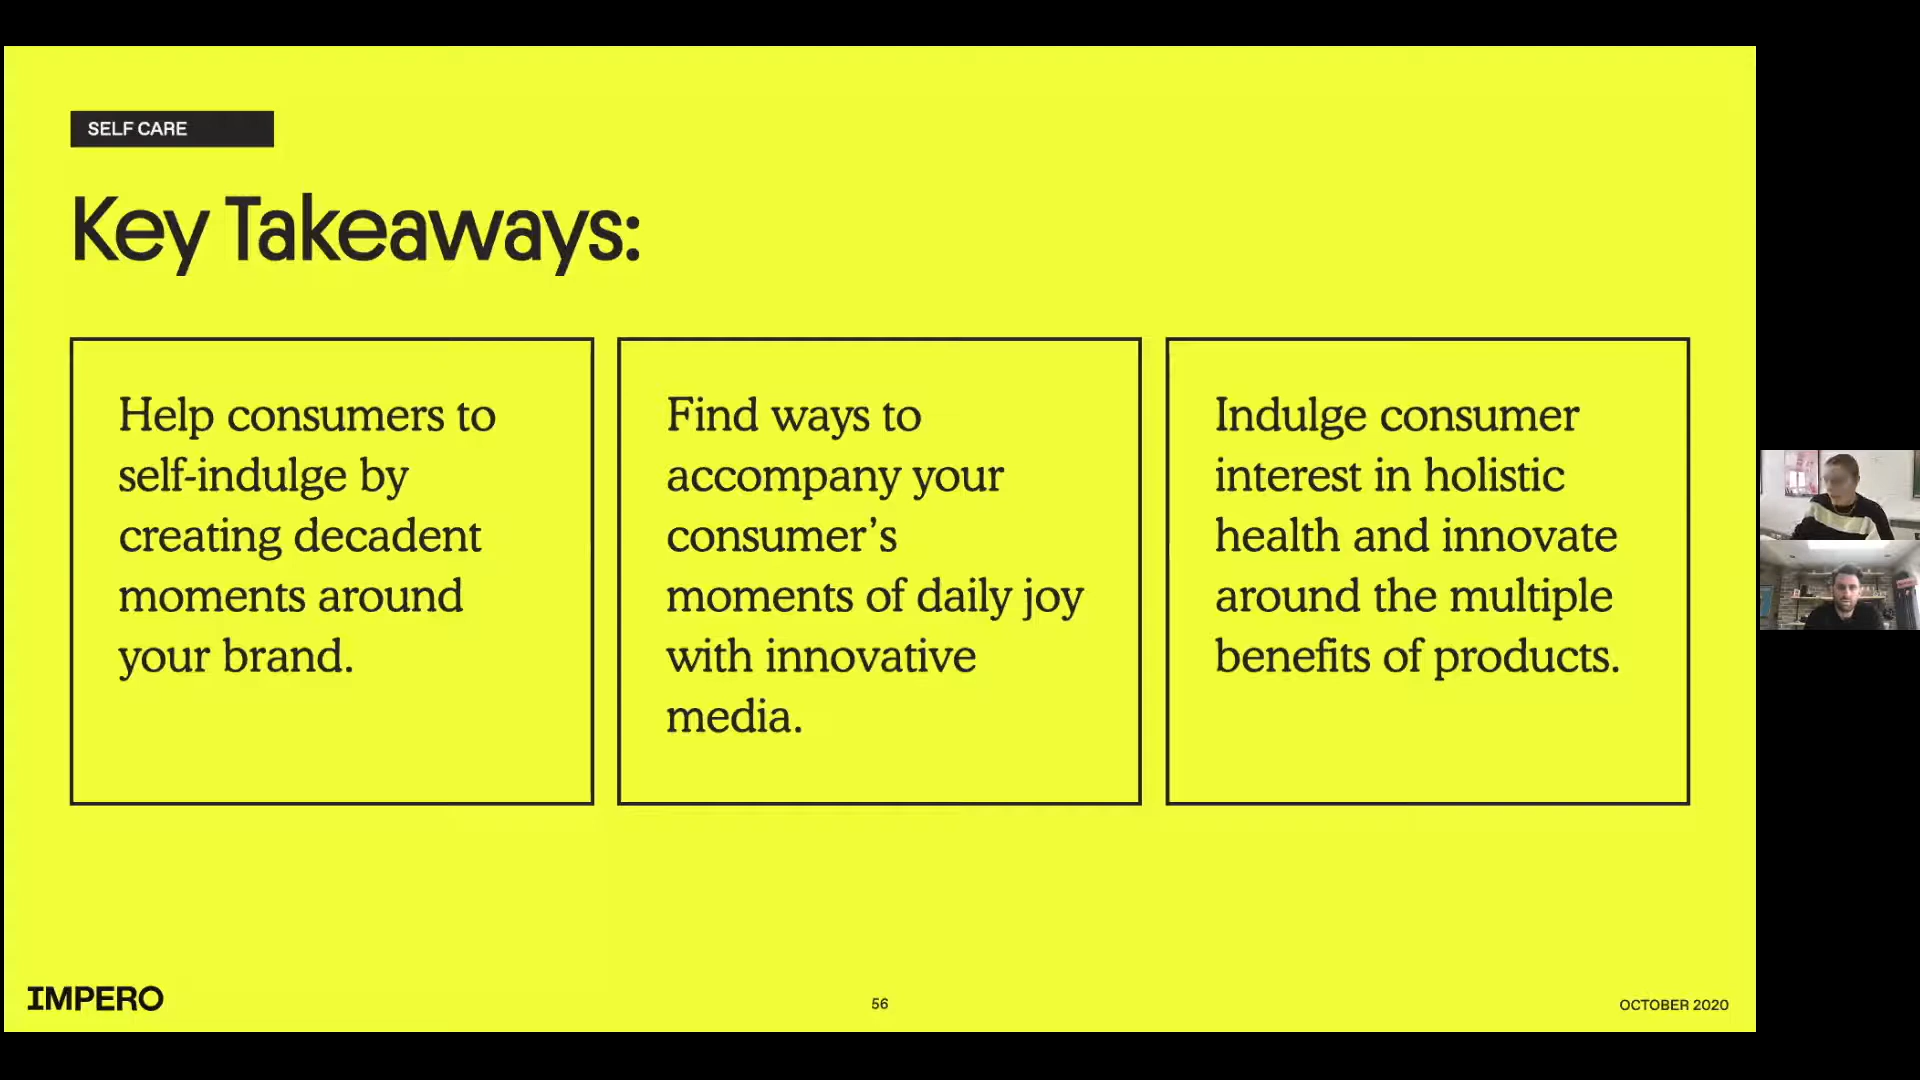 SELF CARE
Key Takeaways:
Help consumers to
self-indulge by
creating decadent
moments around
your brand.
Find ways to
accompany your
consumer’s
moments of daily joy
with innovative
media.
Indulge consumer
interest in holistic
health and innovate
around the multiple
benefits of products.
IMPERO
56
OCTOBER 2020